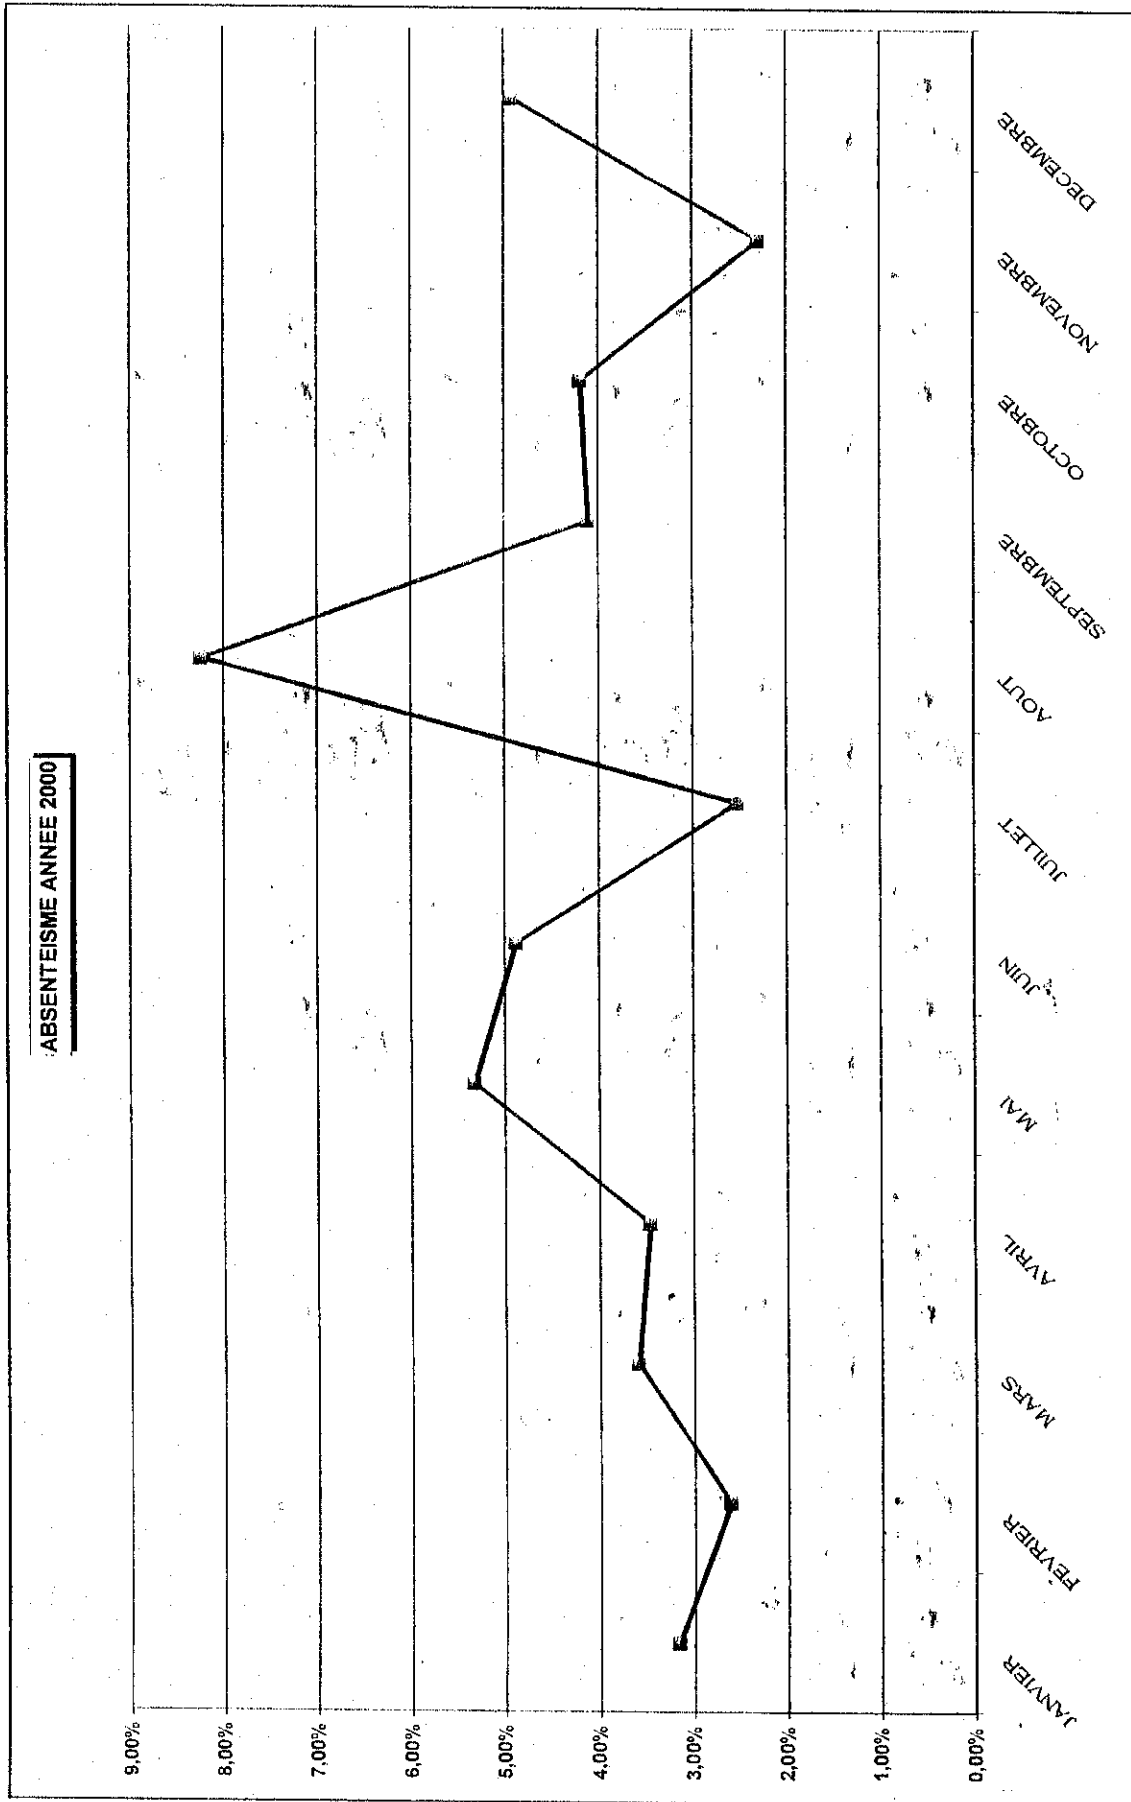 ABSENTEISME ANNEE 2000
9,00%
8,00%
7,00%
6,00%
5,00%
4,00%
3,00%
2,00%
1,00%
0,00%
JANVIER
FEVRIER
MARS
AVRIL
MAI
JUIN
JUILLET
AOUT
SEPTEMBRE
OCTOBRE
NOVEMBRE
DECEMBRE